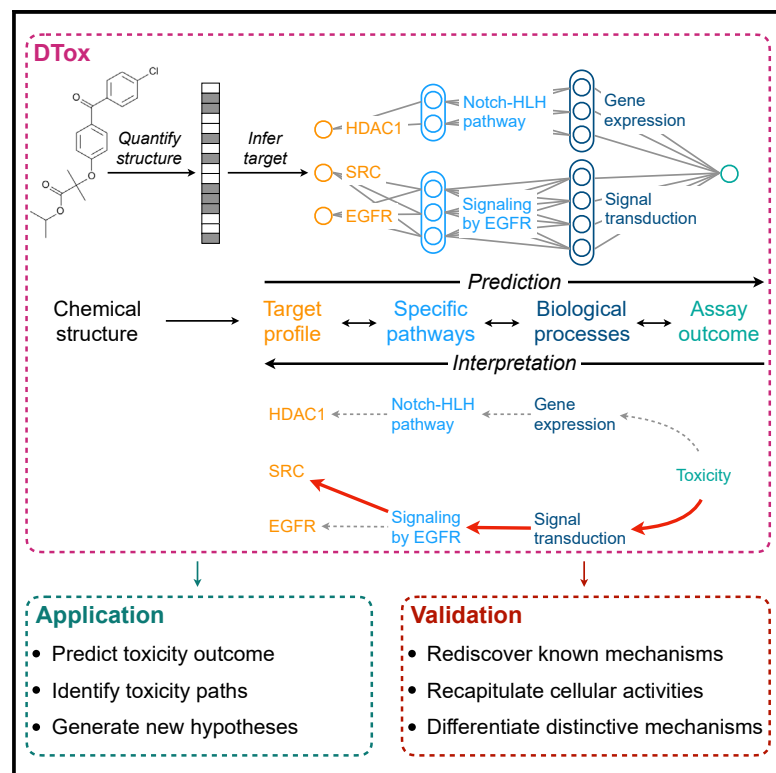 DTox
Cl
O
O
O
O
Quantify
structure
Infer
target
HDAC1
SRC
EGFR
Notch-HLH
pathway
Signaling
by EGFR
Gene
expression
Signal
transduction
Prediction
Chemical
structure
Target
profile
Specific
pathways
Biological
processes
Assay
outcome
Interpretation
HDAC1
Notch-HLH
pathway
Gene
expression
SRC
Toxicity
EGFR
Signaling
by EGFR
Signal
transduction
Application
• Predict toxicity outcome
• Identify toxicity paths
• Generate new hypotheses
Validation
• Rediscover known mechanisms
• Recapitulate cellular activities
• Differentiate distinctive mechanisms